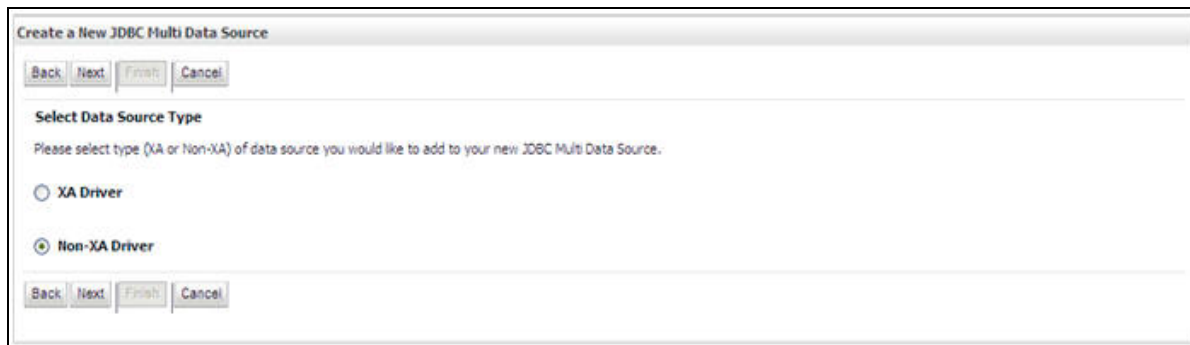 Create a New JDBC Multi Data Source
Back Next Finish Cancel
Select Data Source Type
Please select type (XA or Non-XA) of data source you would like to add to your new JDBC Multi Data Source.
XA Driver
Non-XA Driver
Back Next Finish Cancel